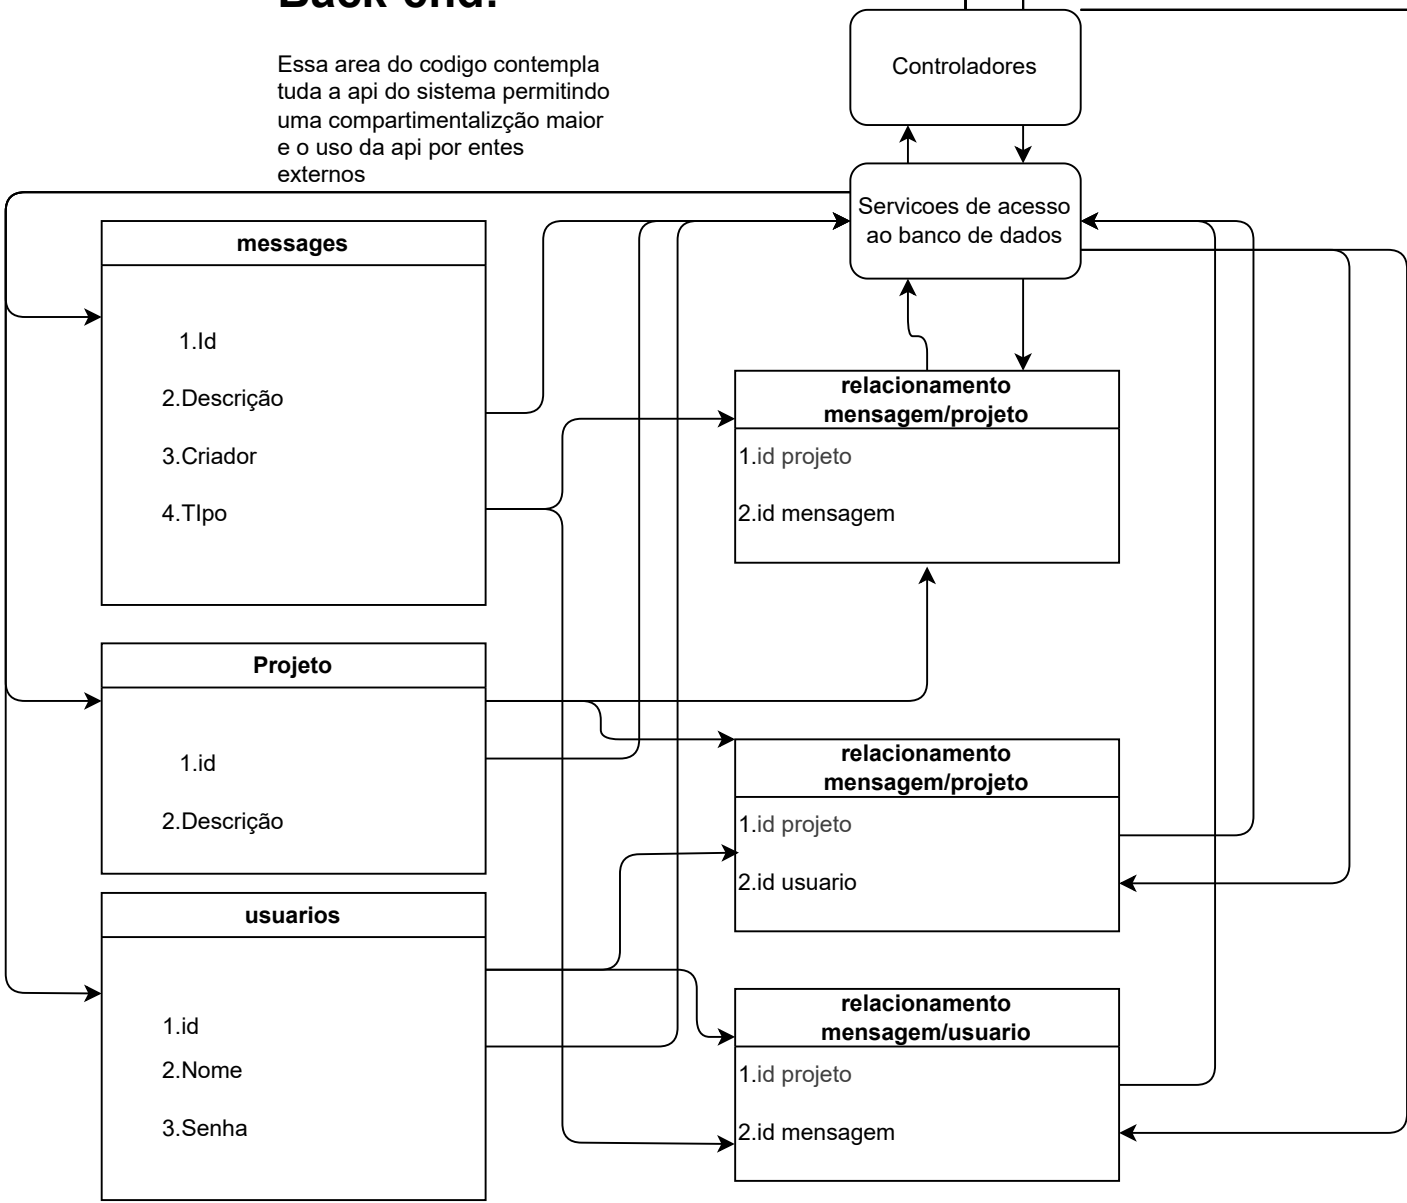 Back-end:
Essa area do codigo contempla
tuda a api do sistema permitindo
uma compartimentalizção maior
e o uso da api por entes
externos
Controladores
Servicoes de acesso
ao banco de dados
messages
1.Id
2.Descrição
3.Criador
4.TIpo
relacionamento
mensagem/projeto
1.id projeto
2.id mensagem
Projeto
1.id
2.Descrição
relacionamento
mensagem/projeto
1.id projeto
2.id usuario
usuarios
1.id
2.Nome
3.Senha
relacionamento
mensagem/usuario
1.id projeto
2.id mensagem